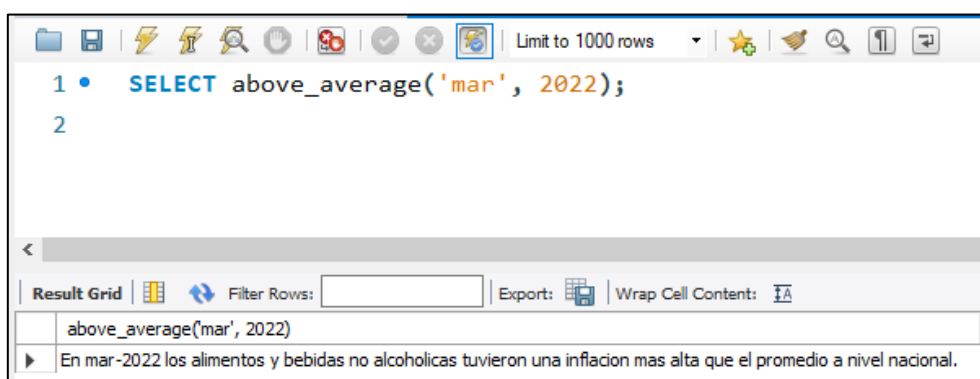 Limit to 1000 rows
1 SELECT above_average('mar', 2022);
2
Result Grid Filter Rows: Export: Wrap Cell Content: IA
above_average('mar', 2022)
En mar-2022 los alimentos y bebidas no alcoholicas tuvieron una inflacion mas alta que el promedio a nivel nacional.